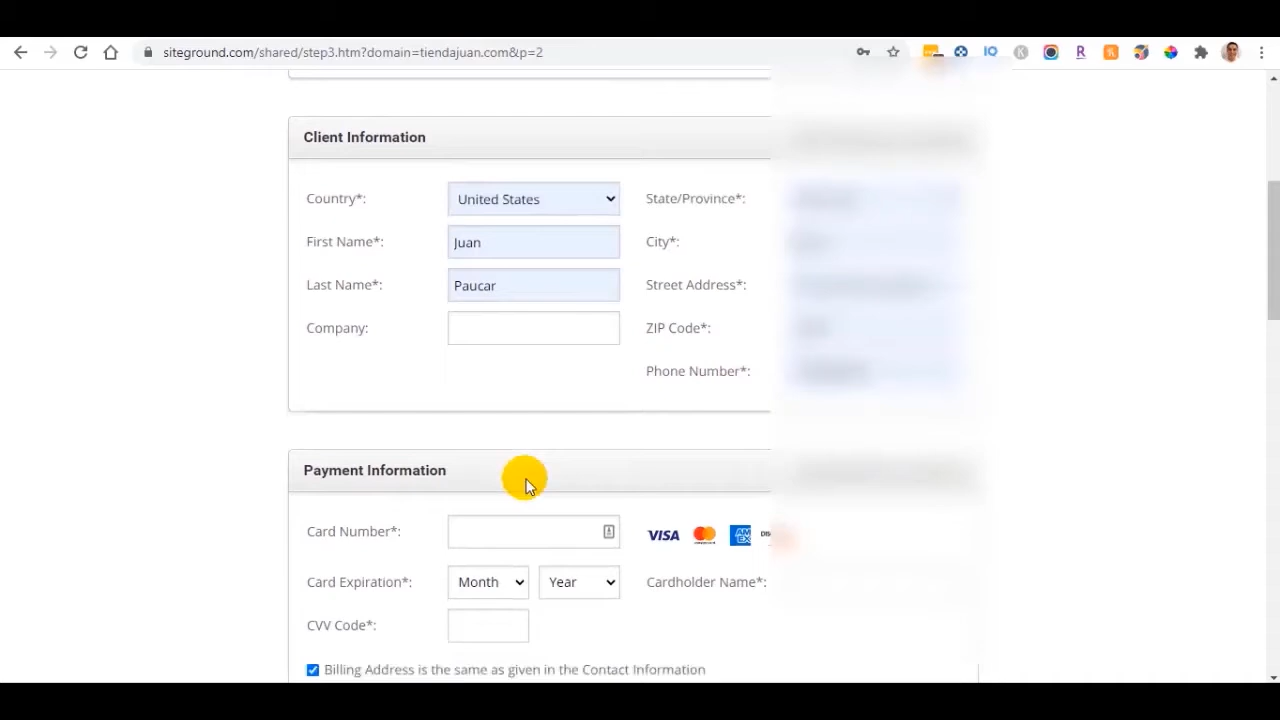 siteground.com/shared/step3.htm?domain=tiendajuan.com&p=2
Client Information
Country*: United States State/Province*:
First Name*: Juan City*:
Last Name*: Paucar Street Address*:
Company: ZIP Code*:
Phone Number*:
Payment Information
Card Number*: VISA
Card Expiration*: Month Year Cardholder Name*:
CVV Code*:
Billing Address is the same as given in the Contact Information